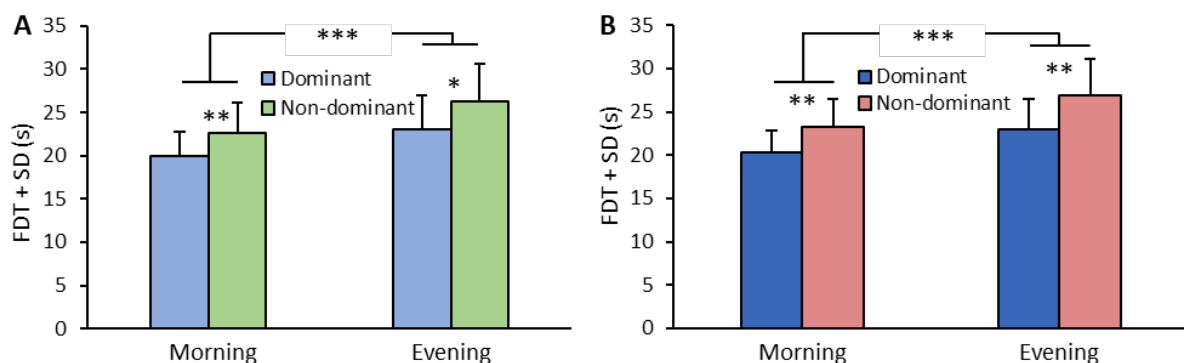 A
FDT + SD (s)
35
30
25
20
15
10
5
0
***
Dominant
Non-dominant
**
*
Morning
Evening
B
FDT + SD (s)
35
30
25
20
15
10
5
0
***
Dominant
Non-dominant
**
**
Morning
Evening